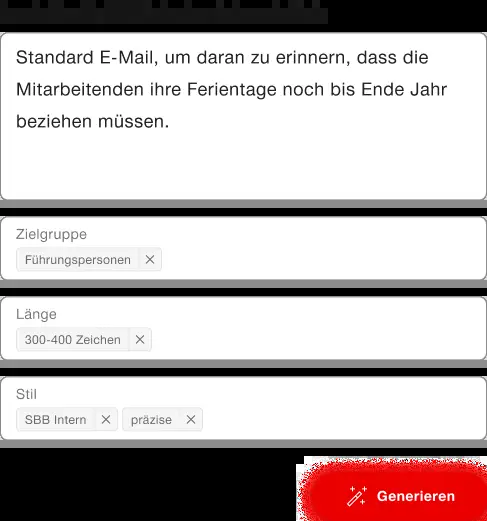 Standard E-Mail, um daran zu erinnern, dass die
Mitarbeitenden ihre Ferientage noch bis Ende Jahr
beziehen müssen.
Zielgruppe
Führungspersonen
Länge
300-400 Zeichen
Stil
SBB Intern präzise
Generieren